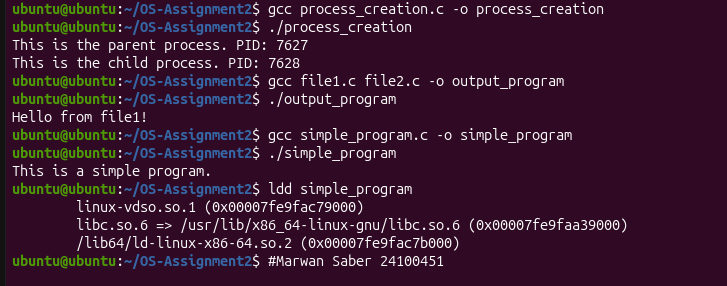 ubuntu@ubuntu:~/OS-Assignment2$ gcc process_creation.c -o process_creation
ubuntu@ubuntu:~/OS-Assignment2$ ./process_creation
This is the parent process. PID: 7627
This is the child process. PID: 7628
ubuntu@ubuntu:~/OS-Assignment2$ gcc file1.c file2.c -o output_program
ubuntu@ubuntu:~/OS-Assignment2$ ./output_program
Hello from file1!
ubuntu@ubuntu:~/OS-Assignment2$ gcc simple_program.c -o simple_program
ubuntu@ubuntu:~/OS-Assignment2$ ./simple_program
This is a simple program.
ubuntu@ubuntu:~/OS-Assignment2$ ldd simple_program
linux-vdso.so.1 (0x00007fe9fac79000)
libc.so.6 => /usr/lib/x86_64-linux-gnu/libc.so.6 (0x00007fe9faa39000)
/lib64/ld-linux-x86-64.so.2 (0x00007fe9fac7b000)
ubuntu@ubuntu:~/OS-Assignment2$ #Marwan Saber 24100451